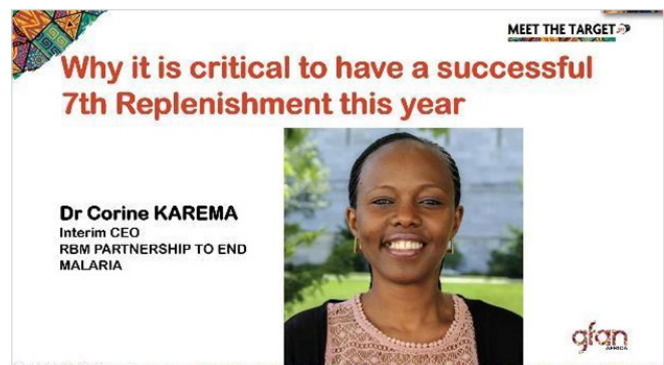 MEET THE TARGET
Why it is critical to have a successful
7th Replenishment this year
Dr Corine KAREMA
Interim CEO
RBM PARTNERSHIP TO END
MALARIA
gfan
AFRICA